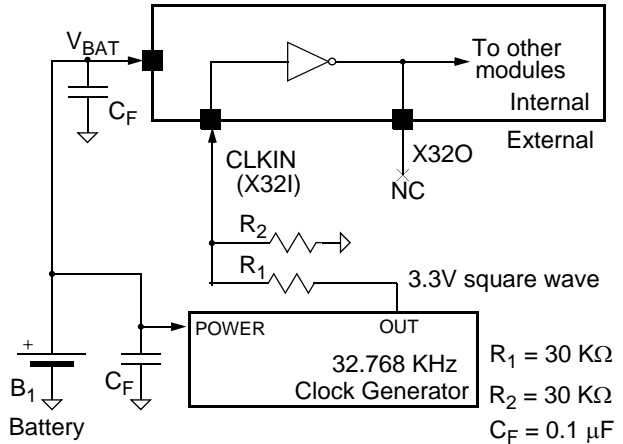 V_BAT
To other
modules
Internal
External
C_F
CLKIN
(X32I)
X32O
NC
R_2
R_1
3.3V square wave
POWER
OUT
32.768 KHz
Clock Generator
+
B_1
Battery
C_F
R_1 = 30 KΩ
R_2 = 30 KΩ
C_F = 0.1 μF